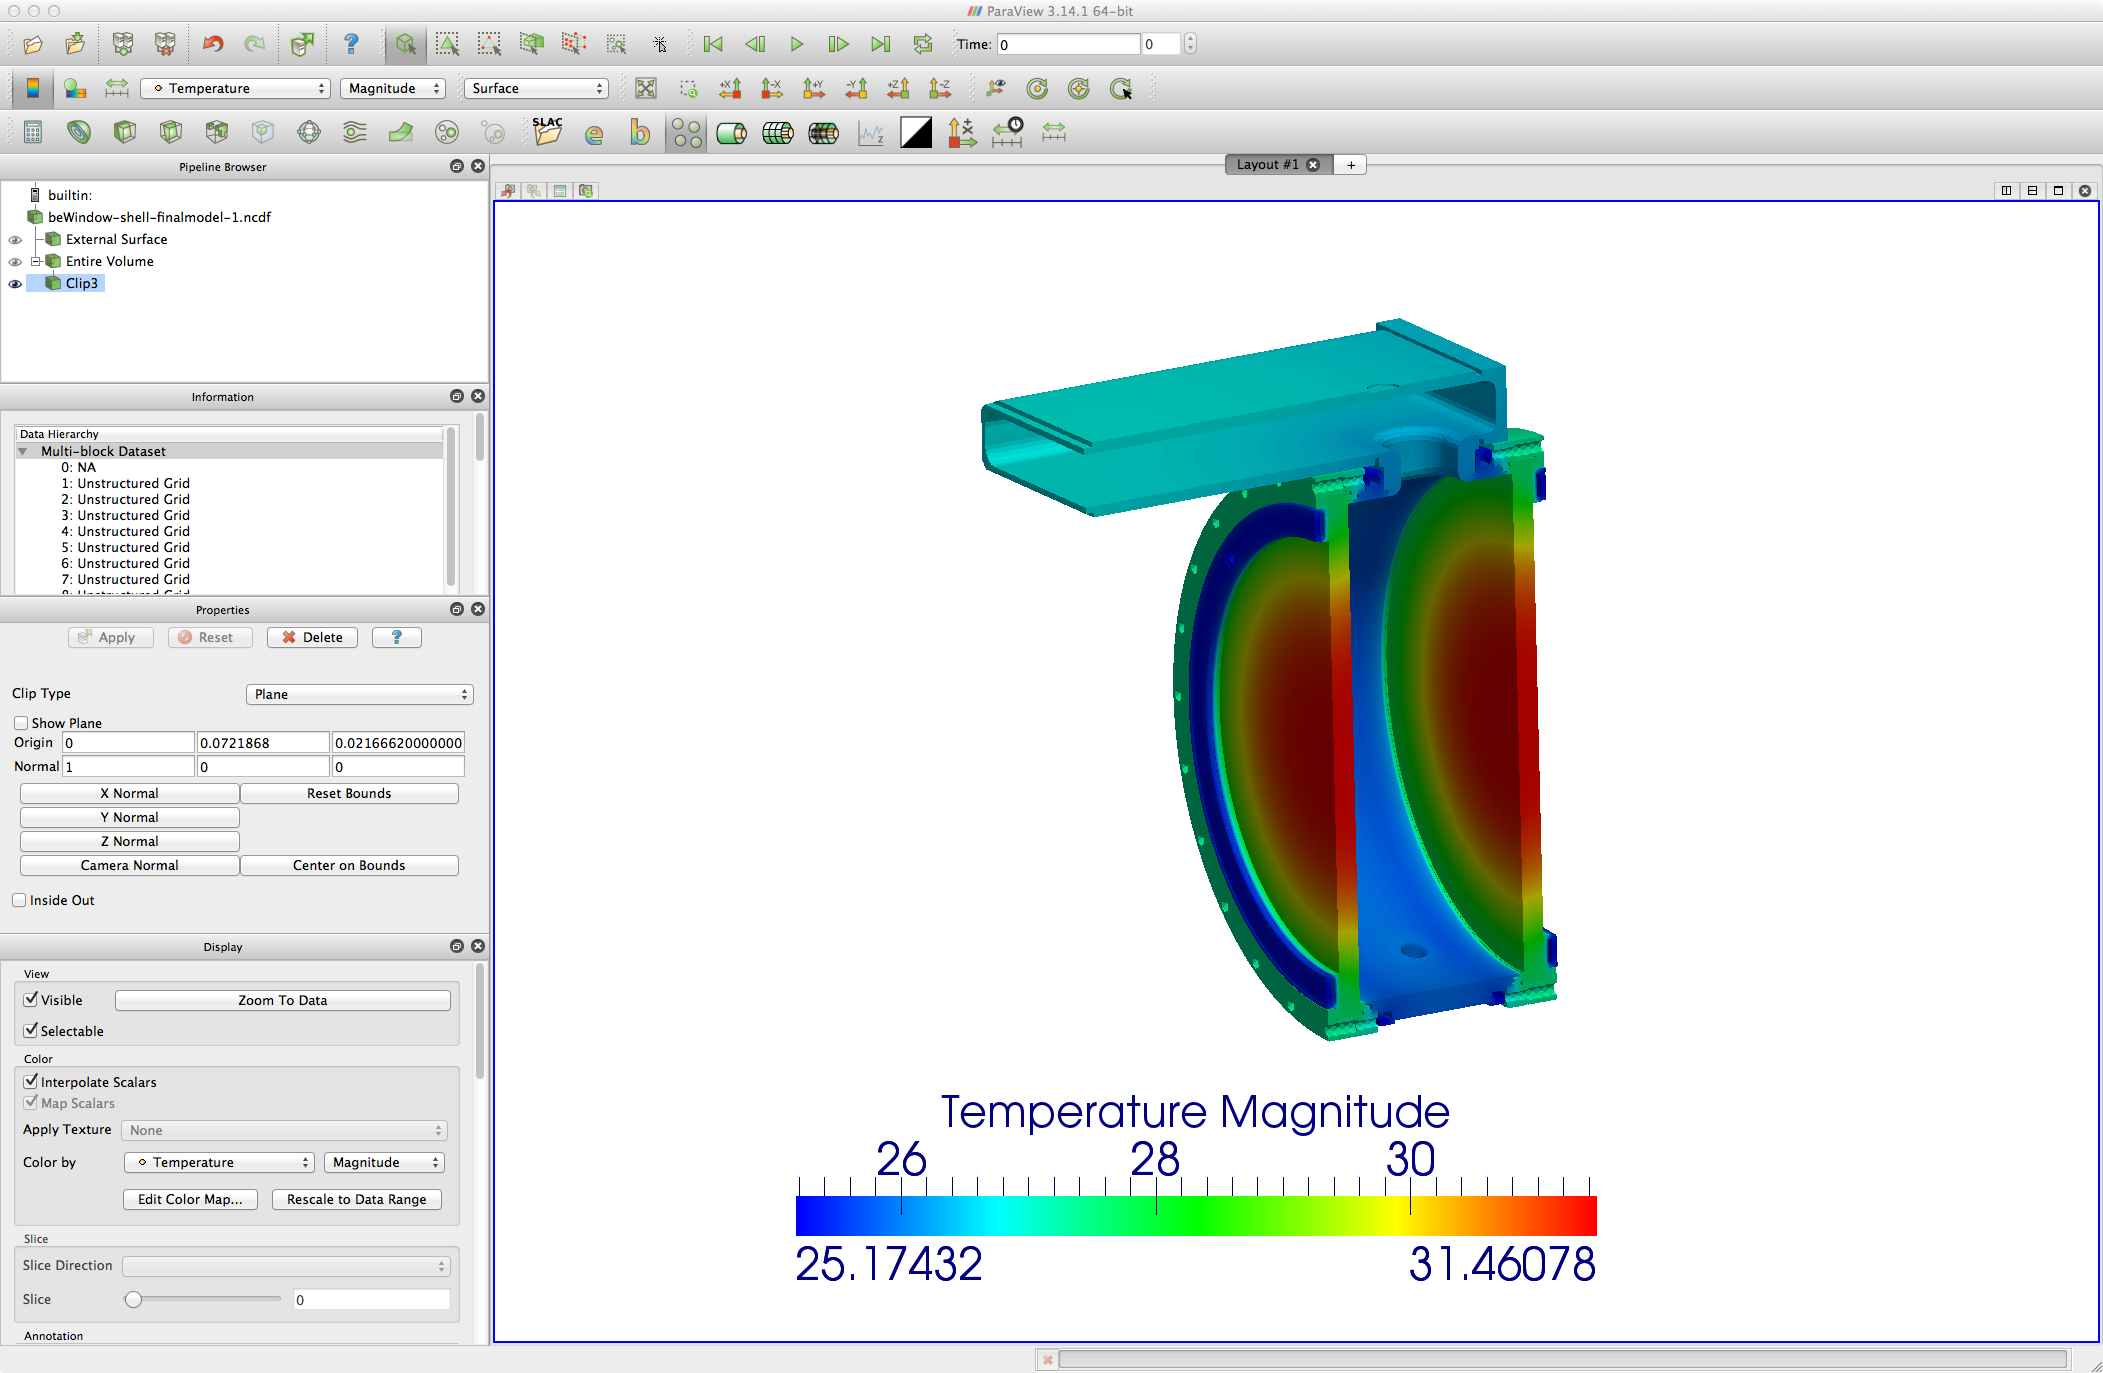 ParaView 3.14.1 64-bit
Time: 0 0
Temperature Magnitude Surface
+X -X +Y -Y +Z -Z
SLAC
Pipeline Browser
Layout #1 +
builtin:
beWindow-shell-finalmodel-1.ncdf
External Surface
Entire Volume
Clip3
Information
Data Hierarchy
Multi-block Dataset
0: NA
1: Unstructured Grid
2: Unstructured Grid
3: Unstructured Grid
4: Unstructured Grid
5: Unstructured Grid
6: Unstructured Grid
7: Unstructured Grid
Properties
Apply Reset Delete ?
Clip Type Plane
Show Plane
Origin 0 0.0721868 0.02166620000000
Normal 1 0 0
X Normal Reset Bounds
Y Normal
Z Normal
Camera Normal Center on Bounds
Inside Out
Display
View
Visible Zoom To Data
Selectable
Color
Interpolate Scalars
Map Scalars
Apply Texture None
Color by Temperature Magnitude
Edit Color Map... Rescale to Data Range
Slice
Slice Direction
Slice 0
Annotation
Temperature Magnitude
26 28 30
25.17432 31.46078